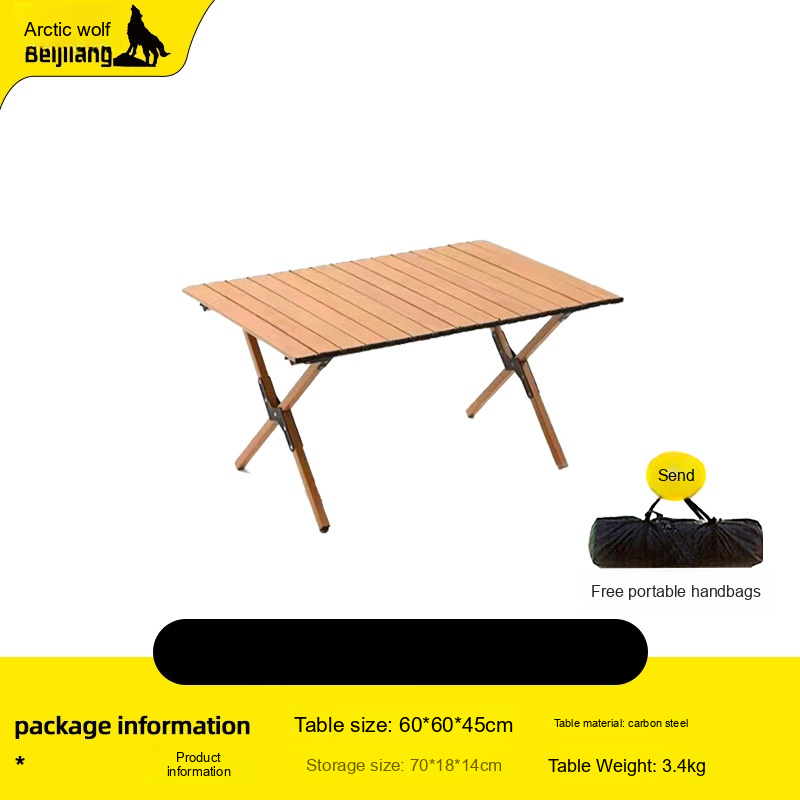 Arctic wolf
Beijilang
Send
Free portable handbags
package information
Table size: 60*60*45cm
Table material: carbon steel
*
Product
information
Storage size: 70*18*14cm
Table Weight: 3.4kg